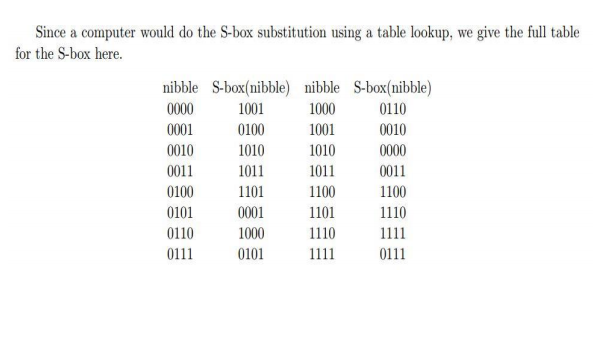 Since a computer would do the S-box substitution using a table lookup, we give the full table
for the S-box here.
nibble S-box(nibble) nibble S-box(nibble)
0000 1001 1000 0110
0001 0100 1001 0010
0010 1010 1010 0000
0011 1011 1011 0011
0100 1101 1100 1100
0101 0001 1101 1110
0110 1000 1110 1111
0111 0101 1111 0111